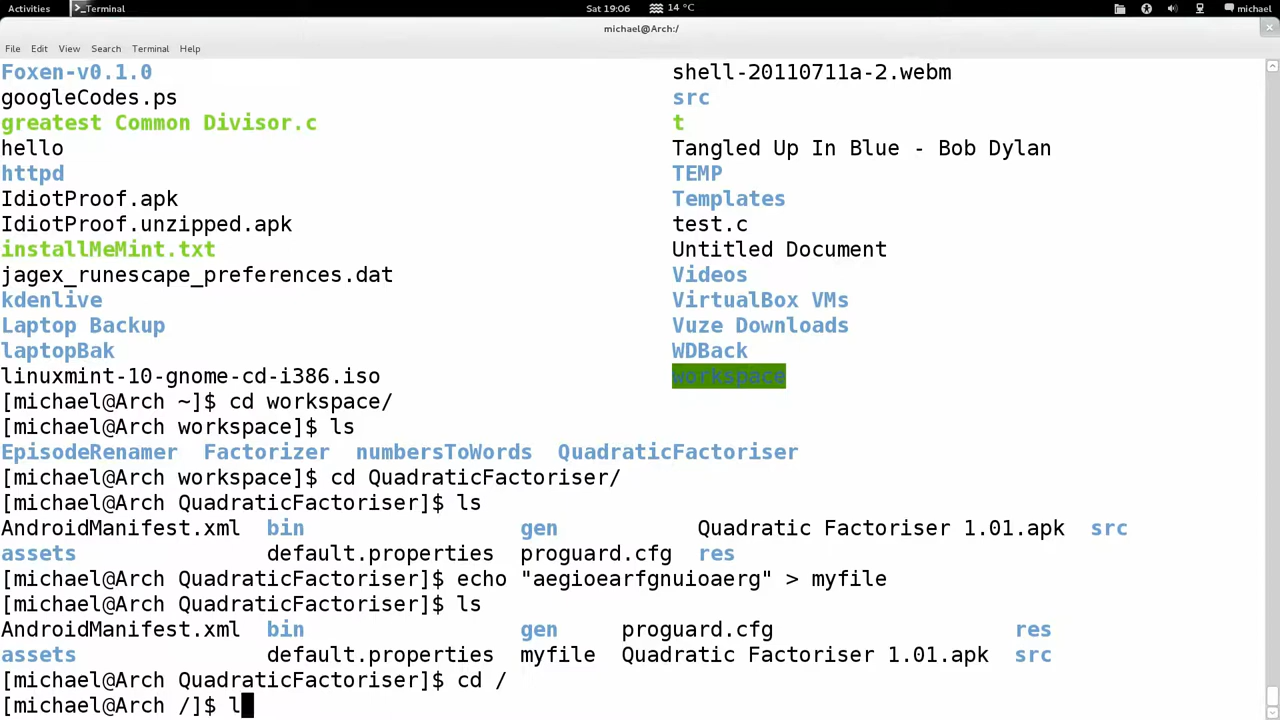 Activities Terminal Sat 19:06 14 °C michael
michael@Arch:/
File Edit View Search Terminal Help
Foxen-v0.1.0 shell-20110711a-2.webm
googleCodes.ps src
greatest Common Divisor.c t
hello Tangled Up In Blue - Bob Dylan
httpd TEMP
IdiotProof.apk Templates
IdiotProof.unzipped.apk test.c
installMeMint.txt Untitled Document
jagex_runescape_preferences.dat Videos
kdenlive VirtualBox VMs
Laptop Backup Vuze Downloads
laptopBak WDBack
linuxmint-10-gnome-cd-i386.iso workspace
[michael@Arch ~]$ cd workspace/
[michael@Arch workspace]$ ls
EpisodeRenamer Factorizer numbersToWords QuadraticFactoriser
[michael@Arch workspace]$ cd QuadraticFactoriser/
[michael@Arch QuadraticFactoriser]$ ls
AndroidManifest.xml bin gen Quadratic Factoriser 1.01.apk src
assets default.properties proguard.cfg res
[michael@Arch QuadraticFactoriser]$ echo "aegioearfgnuioaerg" > myfile
[michael@Arch QuadraticFactoriser]$ ls
AndroidManifest.xml bin gen proguard.cfg res
assets default.properties myfile Quadratic Factoriser 1.01.apk src
[michael@Arch QuadraticFactoriser]$ cd /
[michael@Arch /]$ l